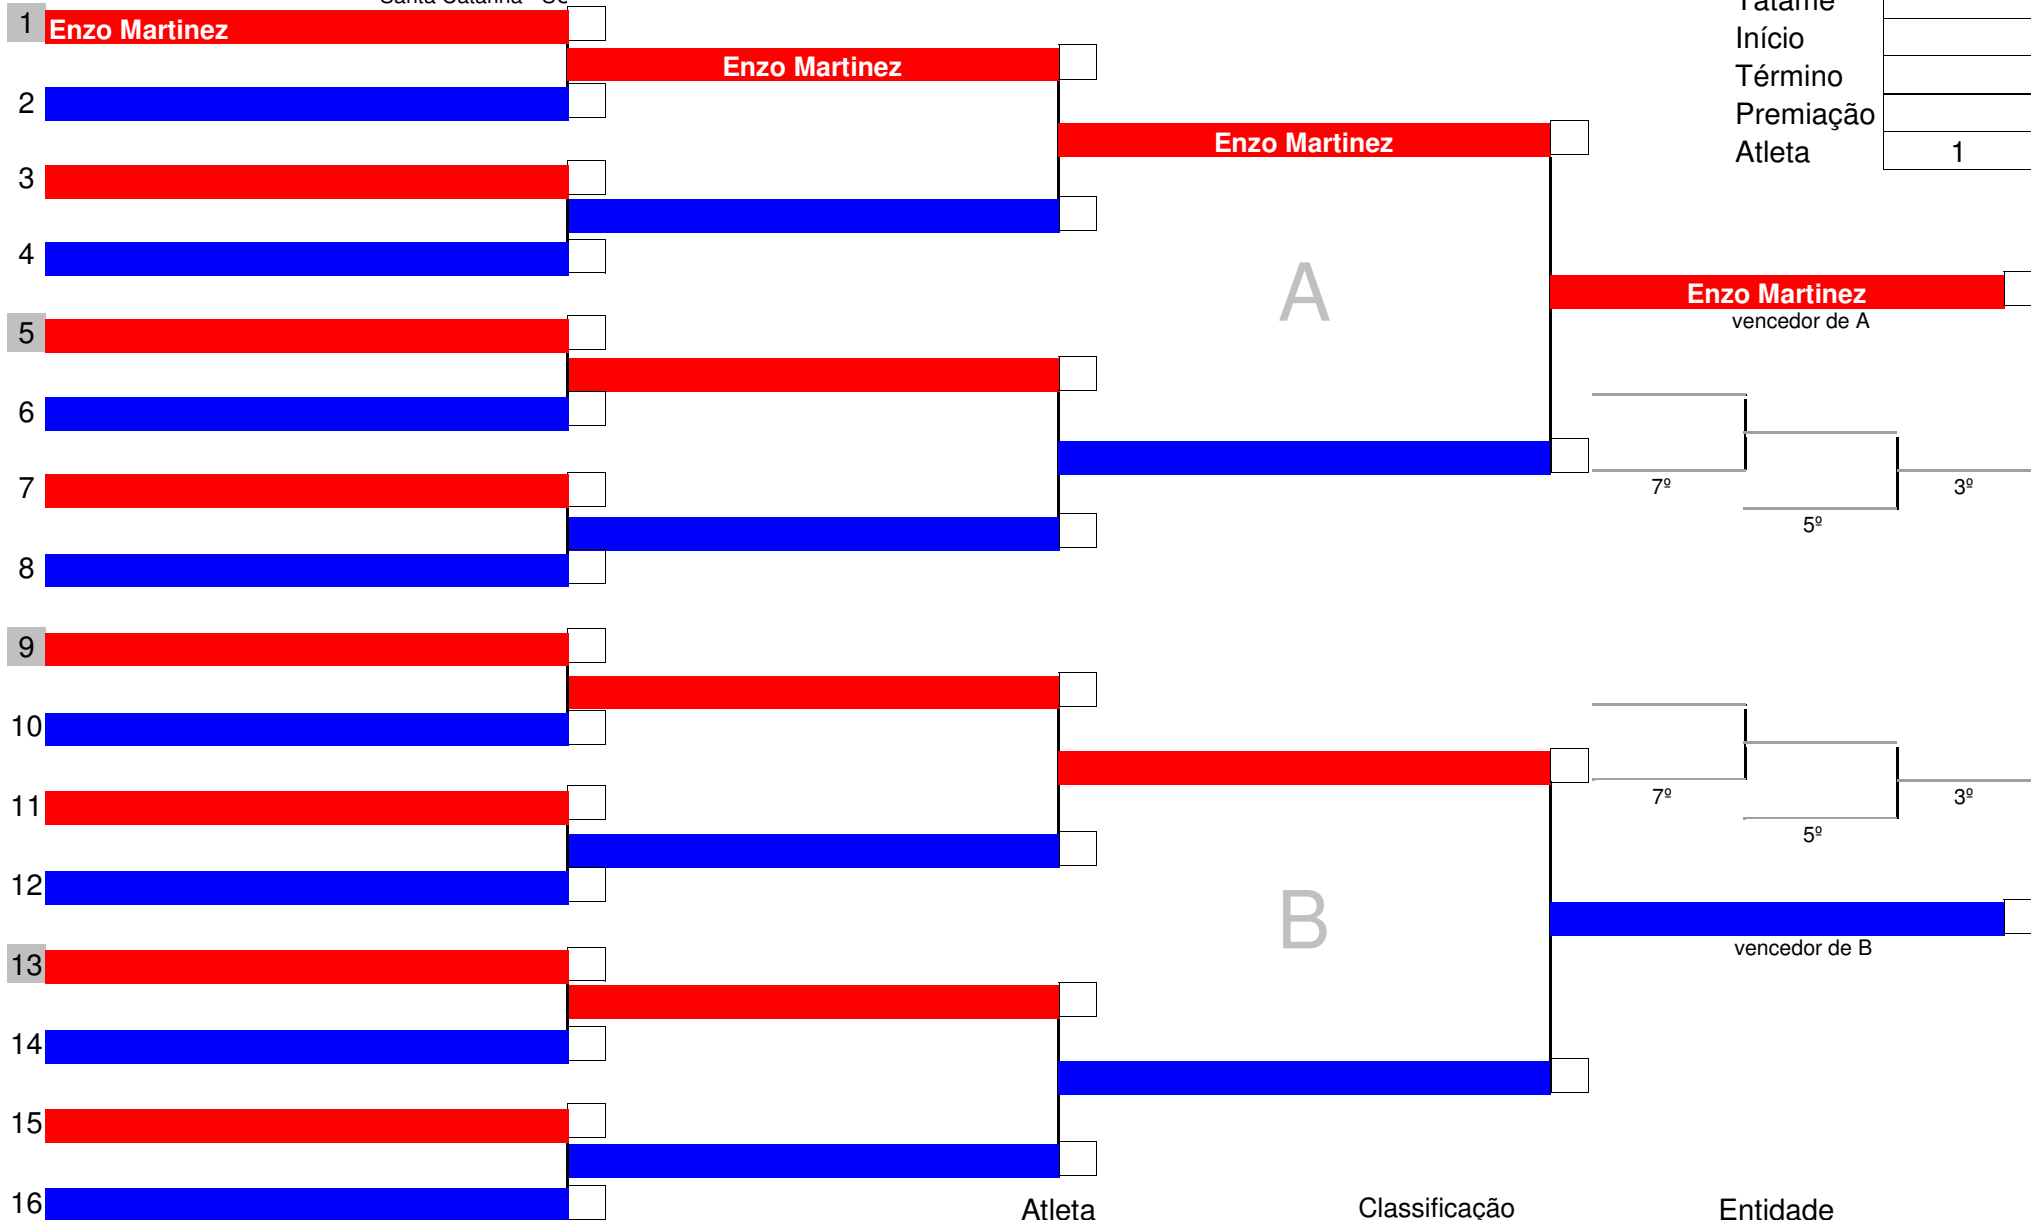 Tatame
1 Enzo Martinez
Início
Enzo Martinez
Término
2
Premiação
Enzo Martinez
Atleta 1
3
4
A
Enzo Martinez
vencedor de A
5
6
7
7º 3º
5º
8
9
10
11
7º 3º
5º
12
B
vencedor de B
13
14
15
16
Atleta Classificação Entidade